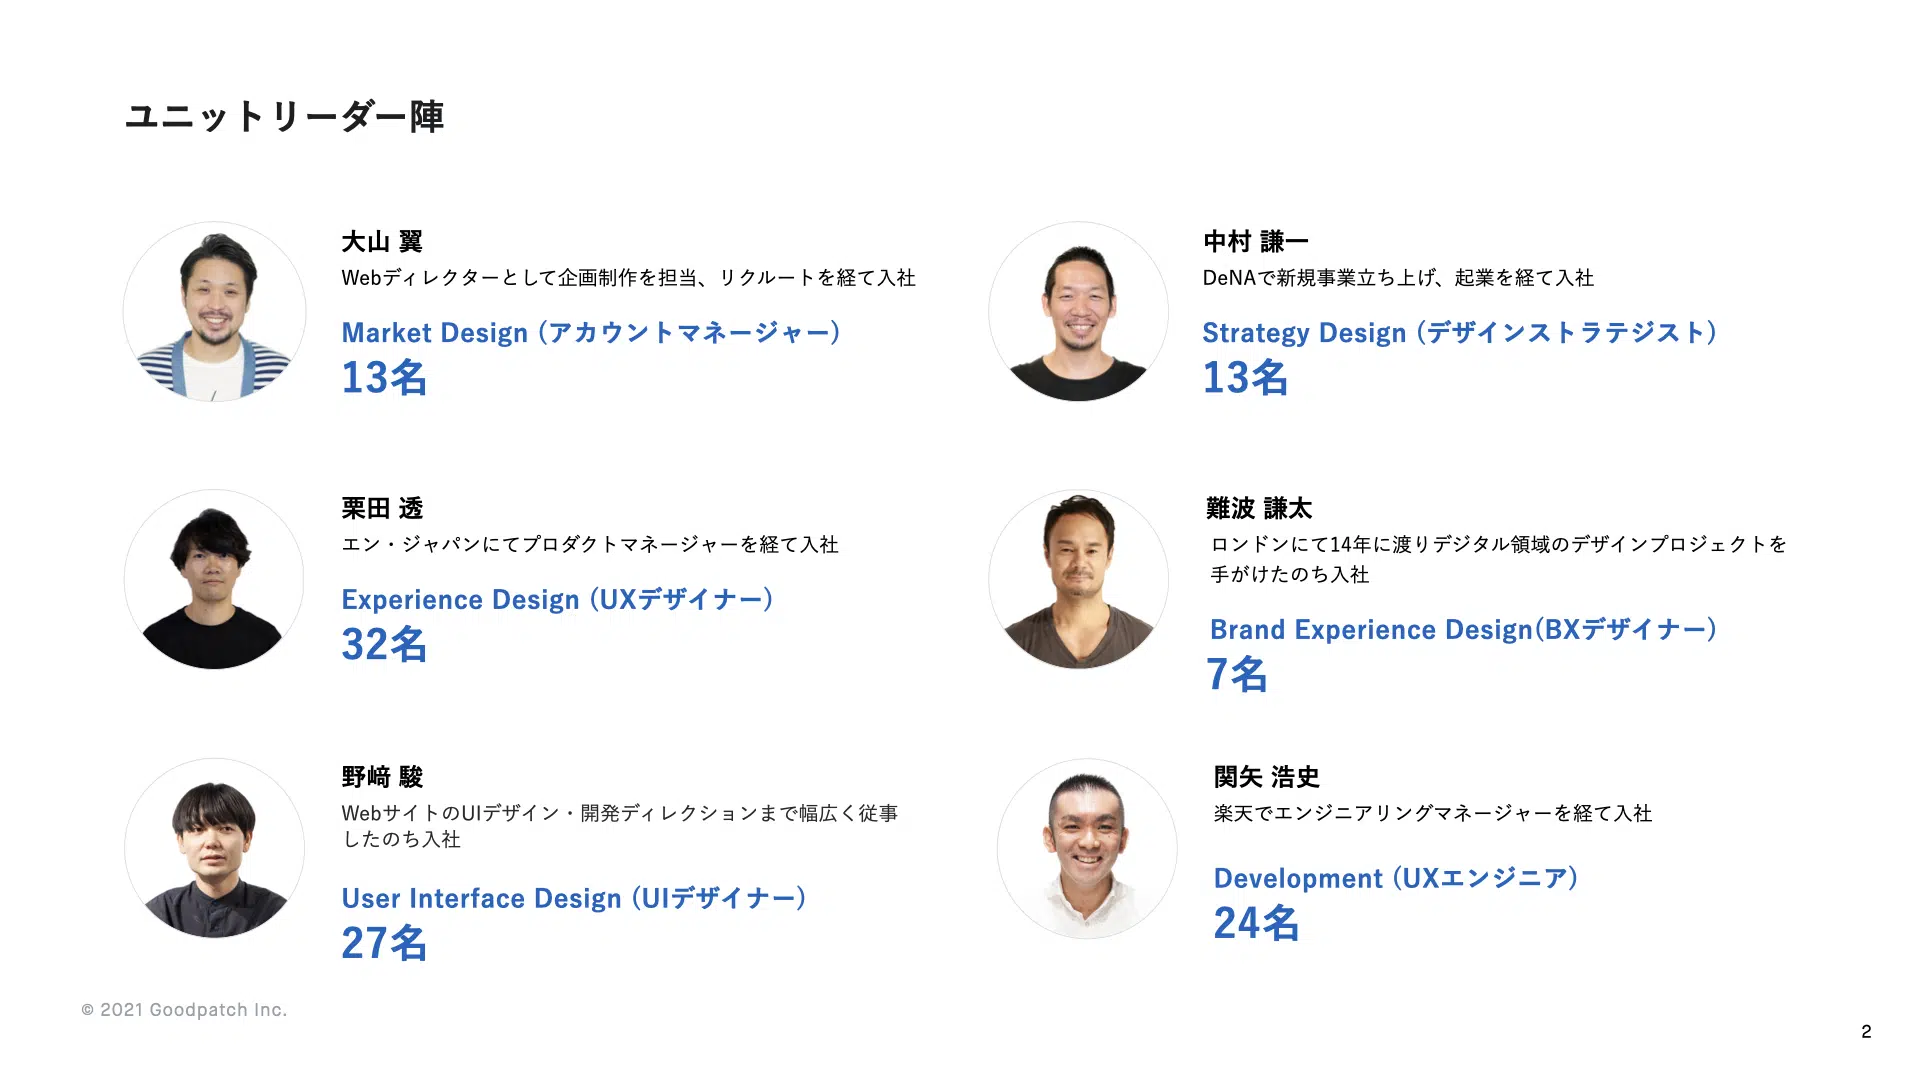 ユニットリーダー陣
大山 翼
Webディレクターとして企画制作を担当、リクルートを経て入社
Market Design (アカウントマネージャー)
13名
中村 謙一
DeNAで新規事業立ち上げ、起業を経て入社
Strategy Design (デザインストラテジスト)
13名
栗田 透
エン・ジャパンにてプロダクトマネージャーを経て入社
Experience Design (UXデザイナー)
32名
難波 謙太
ロンドンにて14年に渡りデジタル領域のデザインプロジェクトを
手がけたのち入社
Brand Experience Design(BXデザイナー)
7名
野﨑 駿
WebサイトのUIデザイン・開発ディレクションまで幅広く従事
したのち入社
User Interface Design (UIデザイナー)
27名
関矢 浩史
楽天でエンジニアリングマネージャーを経て入社
Development (UXエンジニア)
24名
© 2021 Goodpatch Inc.
2